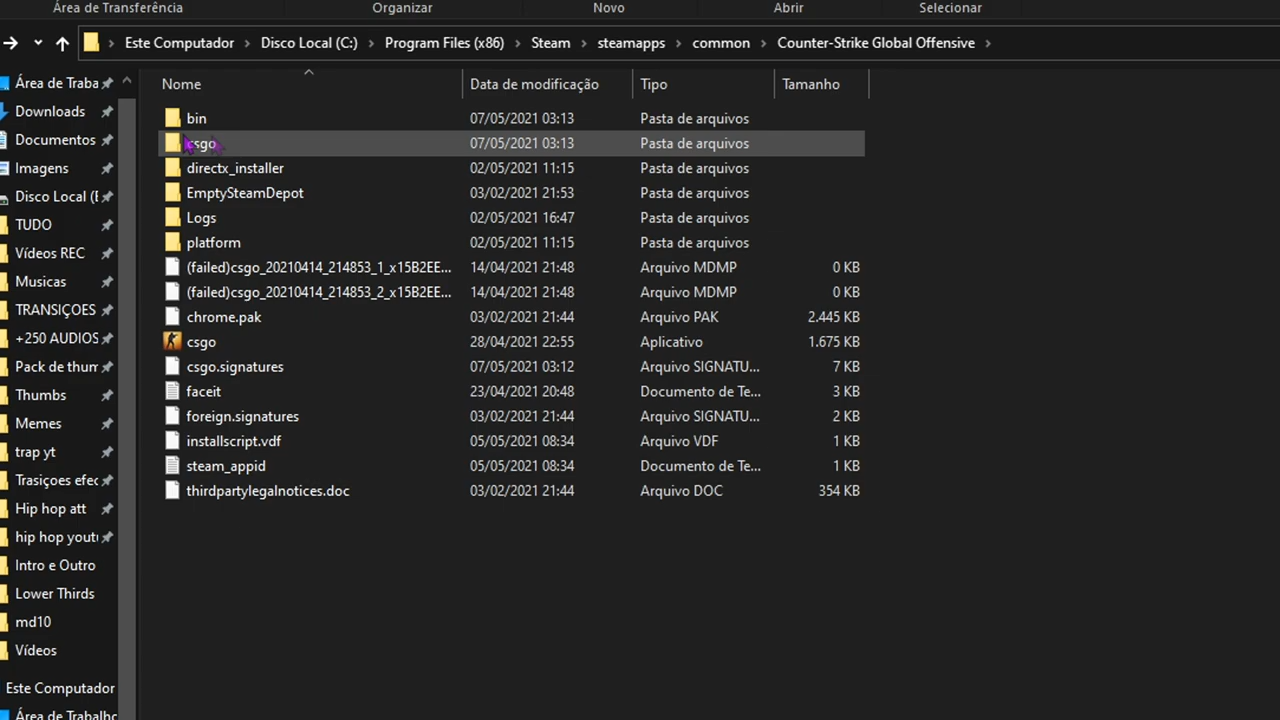 Área de Transferência Organizar Novo Abrir Selecionar
Este Computador Disco Local (C:) Program Files (x86) Steam steamapps common Counter-Strike Global Offensive
Nome Data de modificação Tipo Tamanho
bin 07/05/2021 03:13 Pasta de arquivos
csgo 07/05/2021 03:13 Pasta de arquivos
directx_installer 02/05/2021 11:15 Pasta de arquivos
EmptySteamDepot 03/02/2021 21:53 Pasta de arquivos
Logs 02/05/2021 16:47 Pasta de arquivos
platform 02/05/2021 11:15 Pasta de arquivos
(failed)csgo_20210414_214853_1_x15B2EE... 14/04/2021 21:48 Arquivo MDMP 0 KB
(failed)csgo_20210414_214853_2_x15B2EE... 14/04/2021 21:48 Arquivo MDMP 0 KB
chrome.pak 03/02/2021 21:44 Arquivo PAK 2.445 KB
csgo 28/04/2021 22:55 Aplicativo 1.675 KB
csgo.signatures 07/05/2021 03:12 Arquivo SIGNATU... 7 KB
faceit 23/04/2021 20:48 Documento de Te... 3 KB
foreign.signatures 03/02/2021 21:44 Arquivo SIGNATU... 2 KB
installscript.vdf 05/05/2021 08:34 Arquivo VDF 1 KB
steam_appid 05/05/2021 08:34 Documento de Te... 1 KB
thirdpartylegalnotices.doc 03/02/2021 21:44 Arquivo DOC 354 KB
Área de Traba
Downloads
Documentos
Imagens
Disco Local (E
TUDO
Vídeos REC
Musicas
TRANSIÇOES
+250 AUDIOS
Pack de thum
Thumbs
Memes
trap yt
Trasiçoes efec
Hip hop att
hip hop yout
Intro e Outro
Lower Thirds
md10
Vídeos
Este Computador
Área de Trabalho